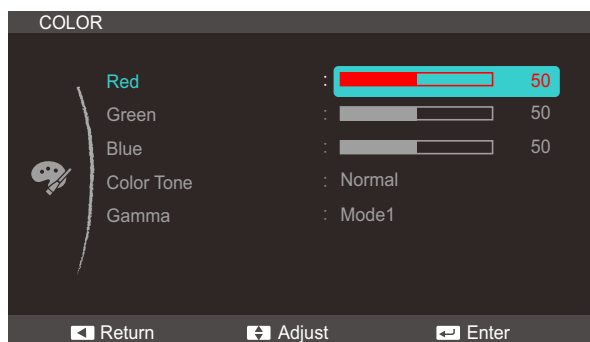 COLOR
Red : 50
Green : 50
Blue : 50
Color Tone : Normal
Gamma : Mode1
Return Adjust Enter